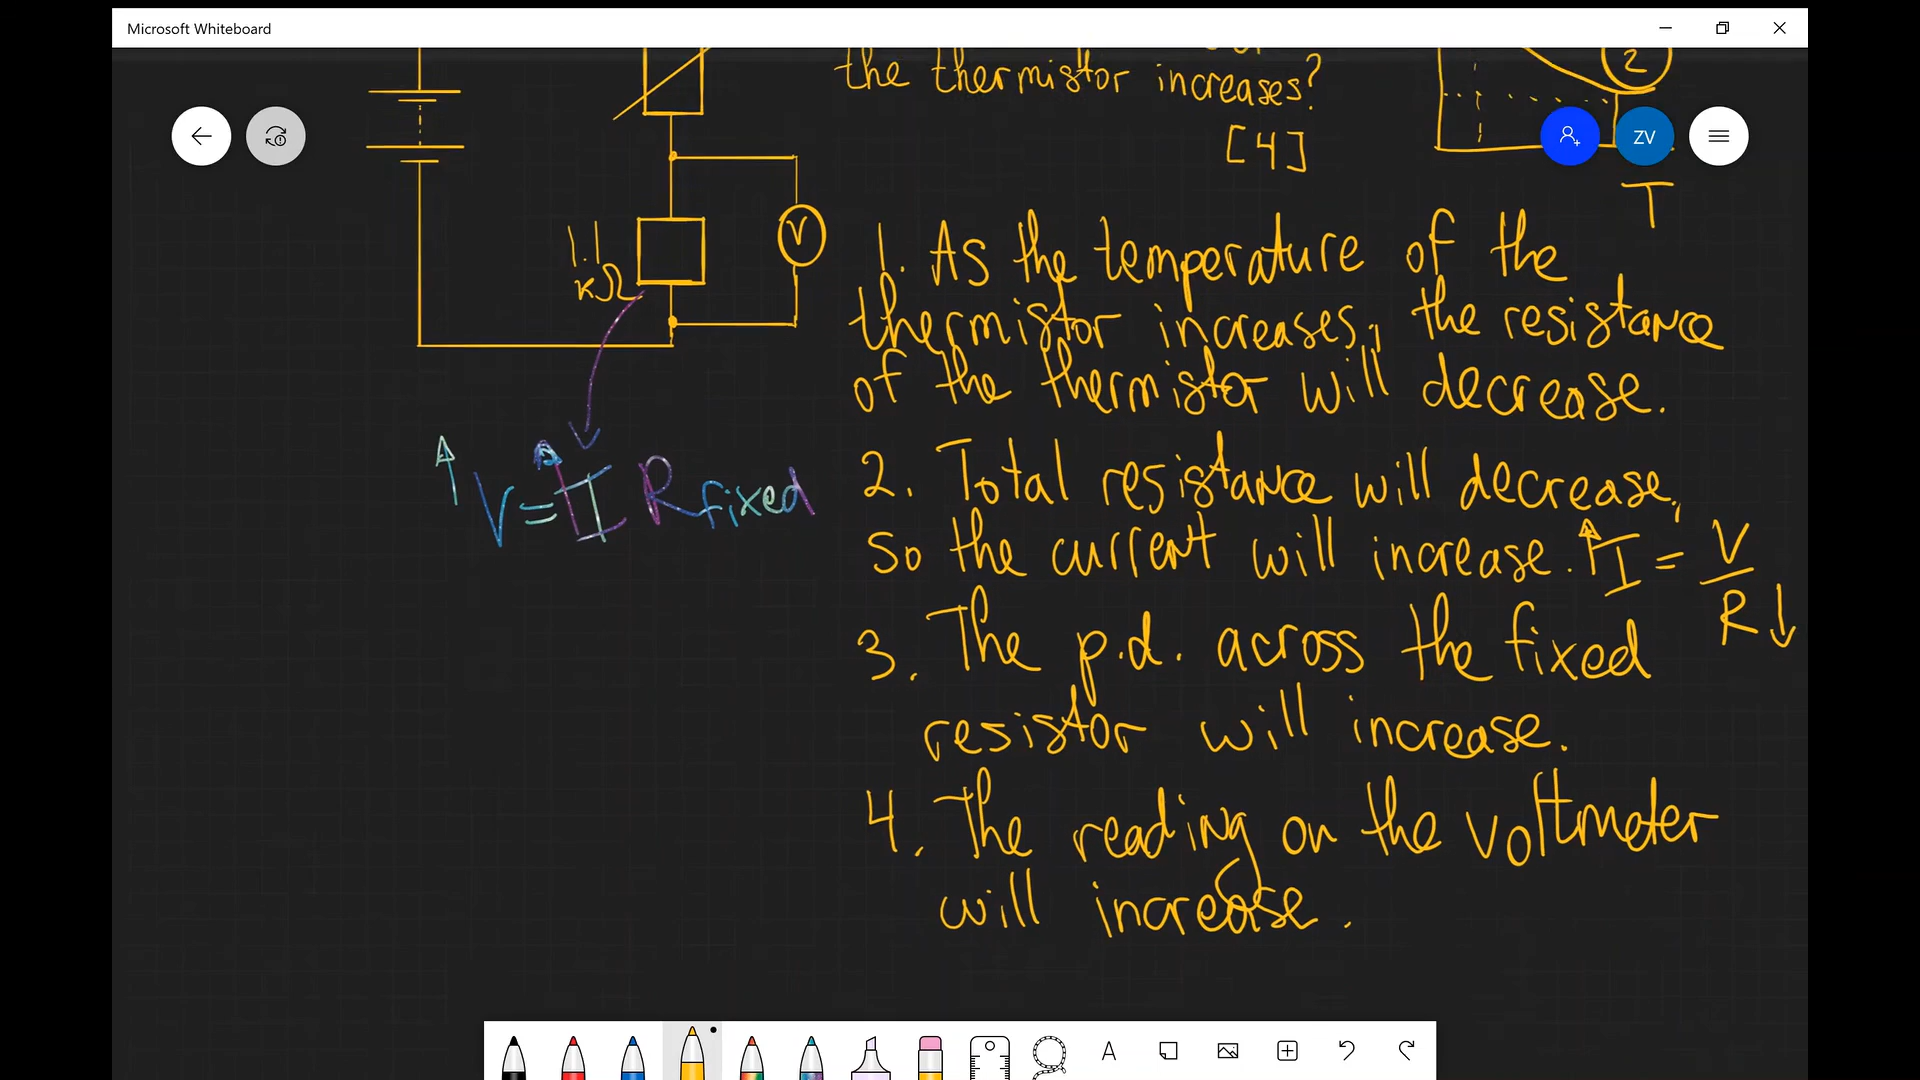 Microsoft Whiteboard
the thermistor increases?
[4]
2
ZV
T
V
1.1
kΩ
1. As the temperature of the
thermistor increases, the resistance
of the thermistor will decrease.
V = I R fixed
2. Total resistance will decrease,
so the current will increase. ↑I = V
R ↓
3. The p.d. across the fixed
resistor will increase.
4. The reading on the voltmeter
will increase.
A